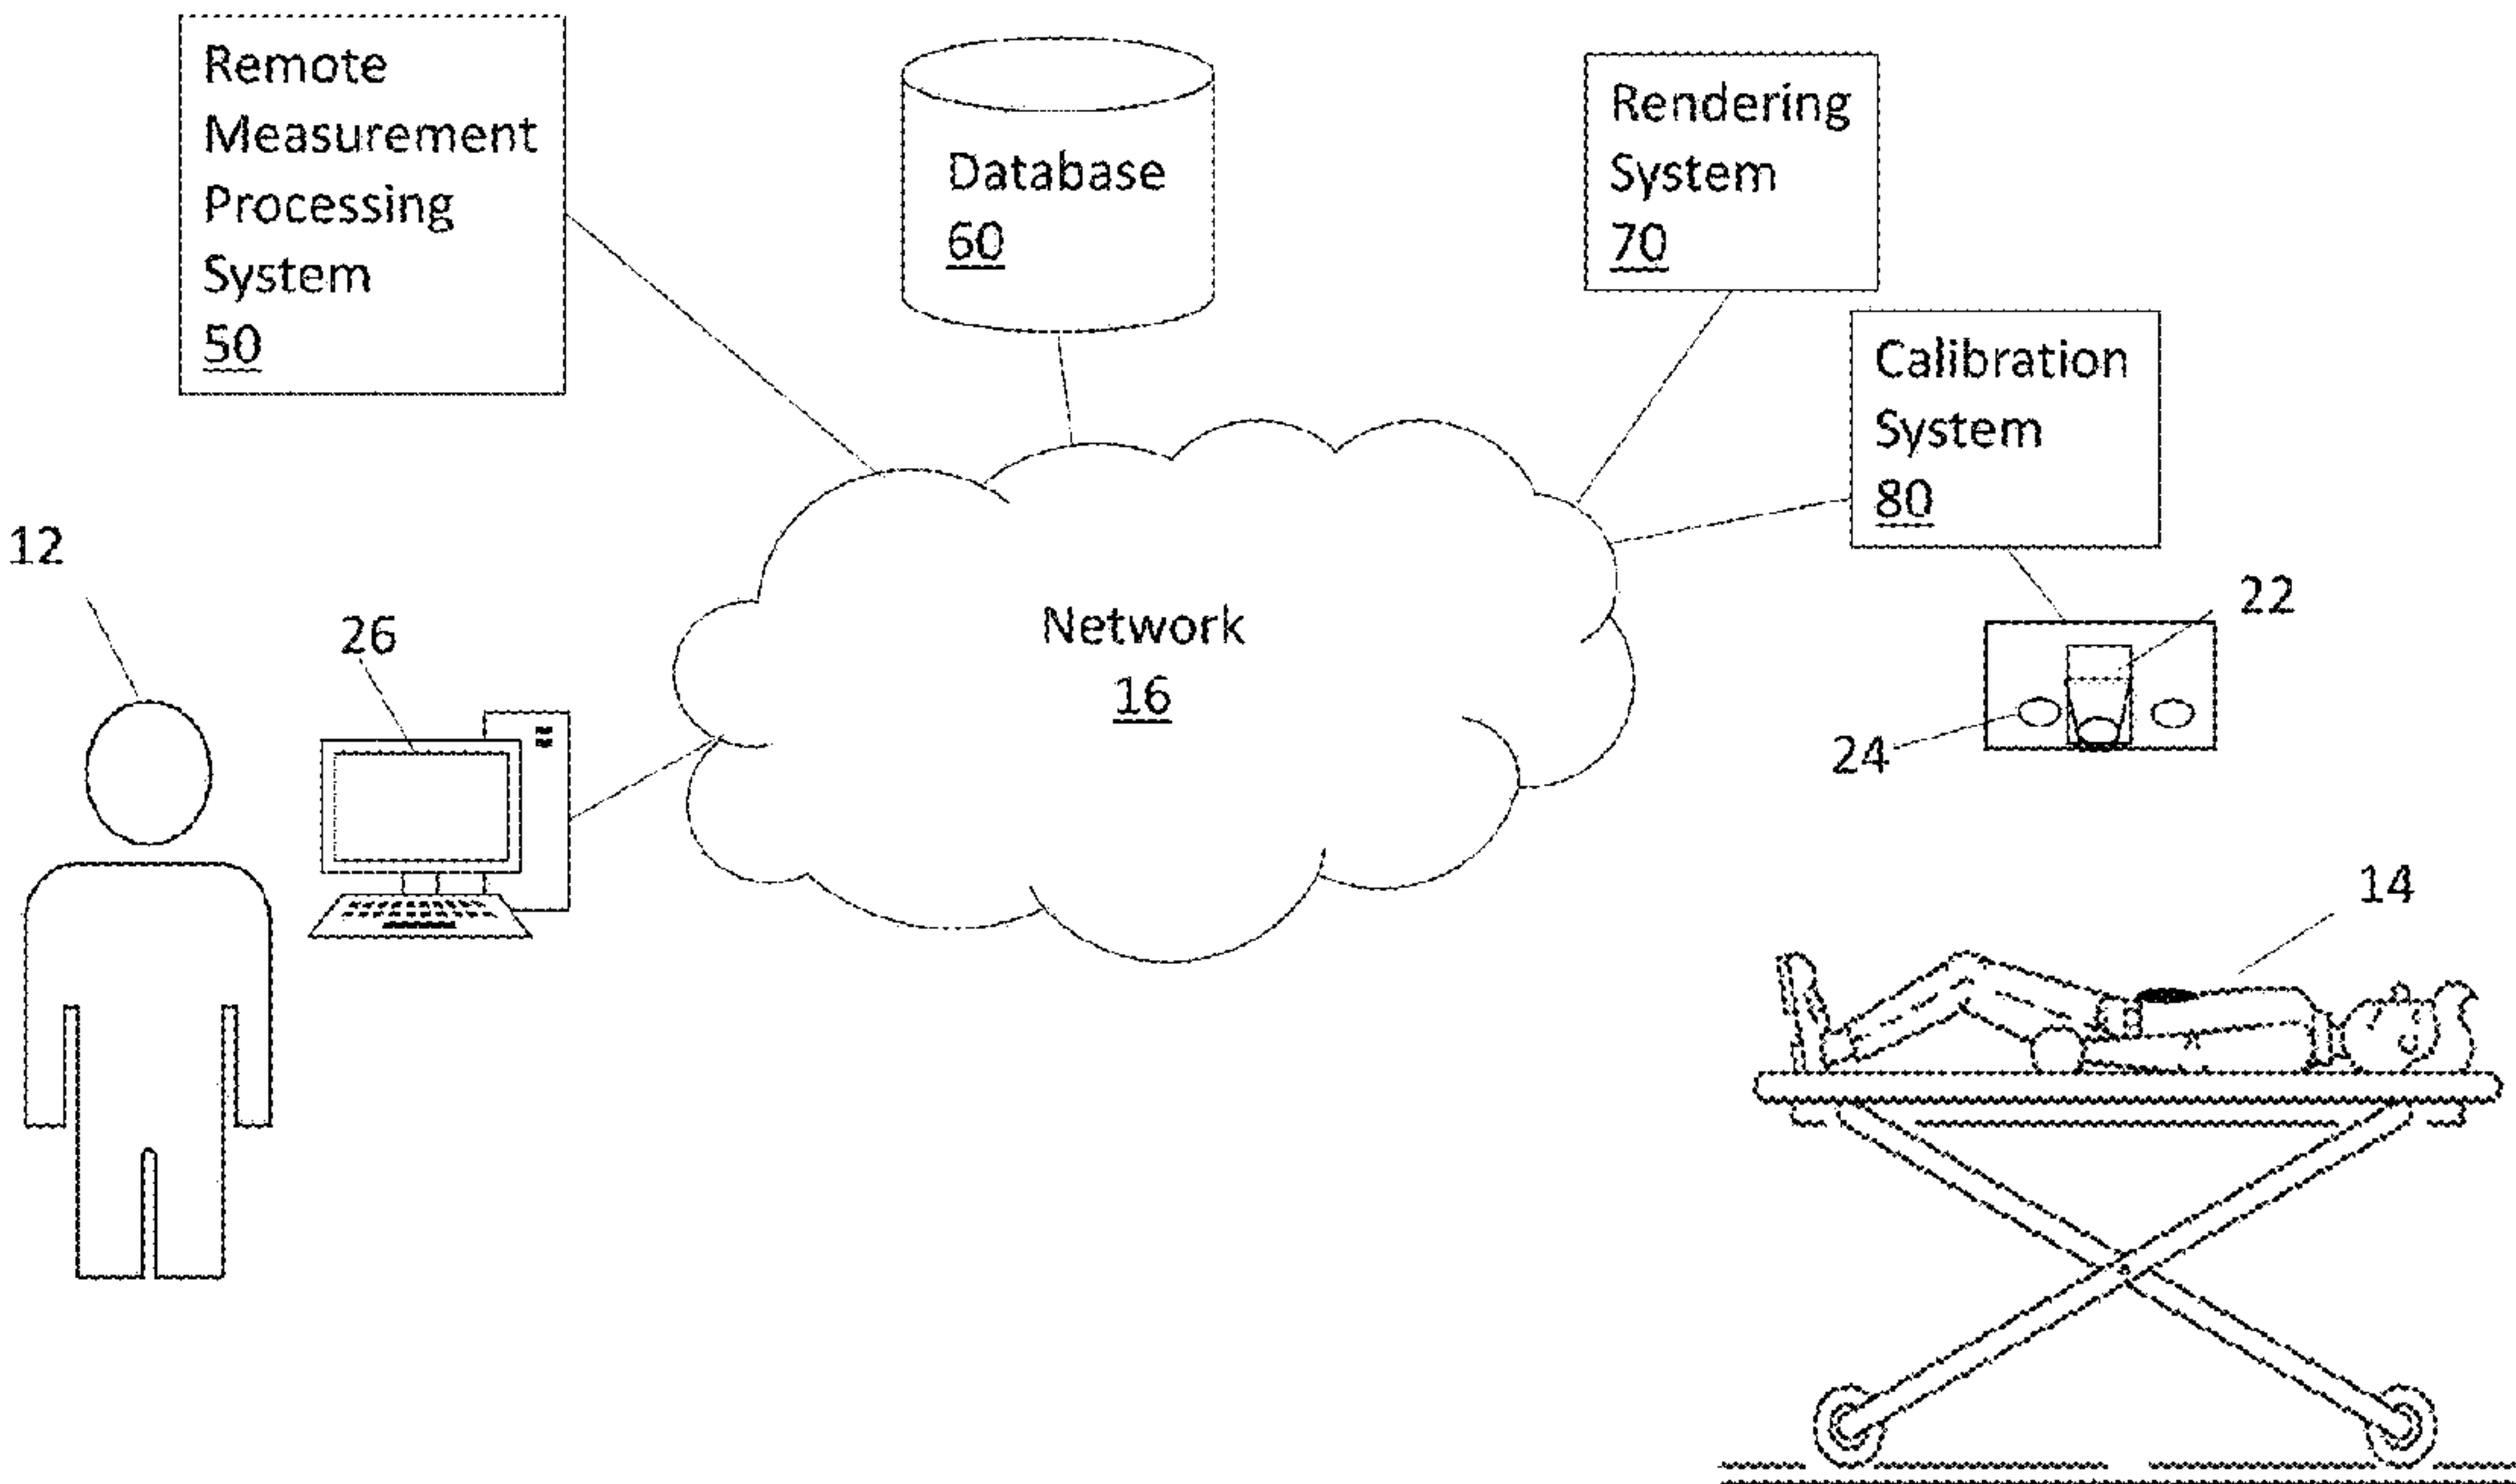 Remote
Measurement
Processing
System
50
Database
60
Rendering
System
70
Calibration
System
80
12
26
Network
16
22
24
14